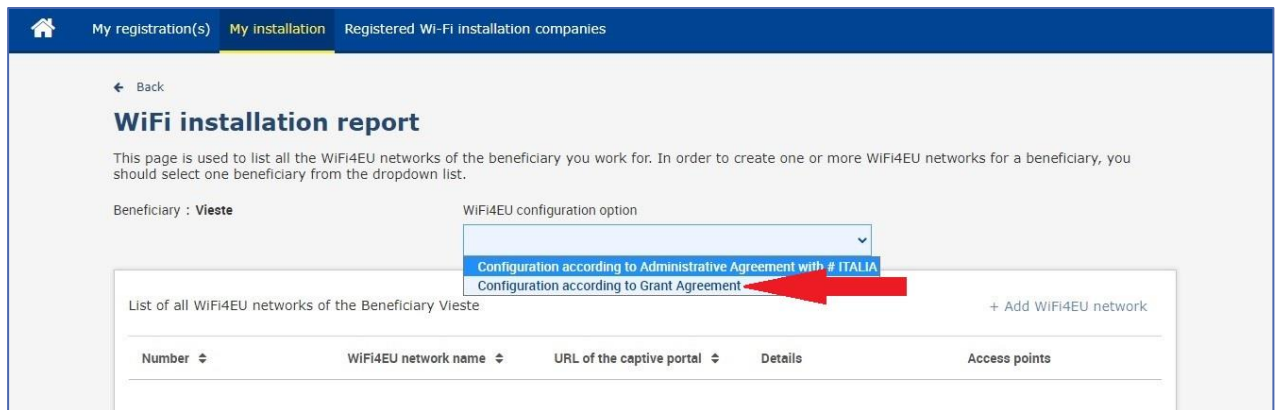 My registration(s) My installation Registered Wi-Fi installation companies
Back
WiFi installation report
This page is used to list all the WiFi4EU networks of the beneficiary you work for. In order to create one or more WiFi4EU networks for a beneficiary, you
should select one beneficiary from the dropdown list.
Beneficiary : Vieste WiFi4EU configuration option
Configuration according to Administrative Agreement with # ITALIA
Configuration according to Grant Agreement
List of all WiFi4EU networks of the Beneficiary Vieste + Add WiFi4EU network
Number WiFi4EU network name URL of the captive portal Details Access points